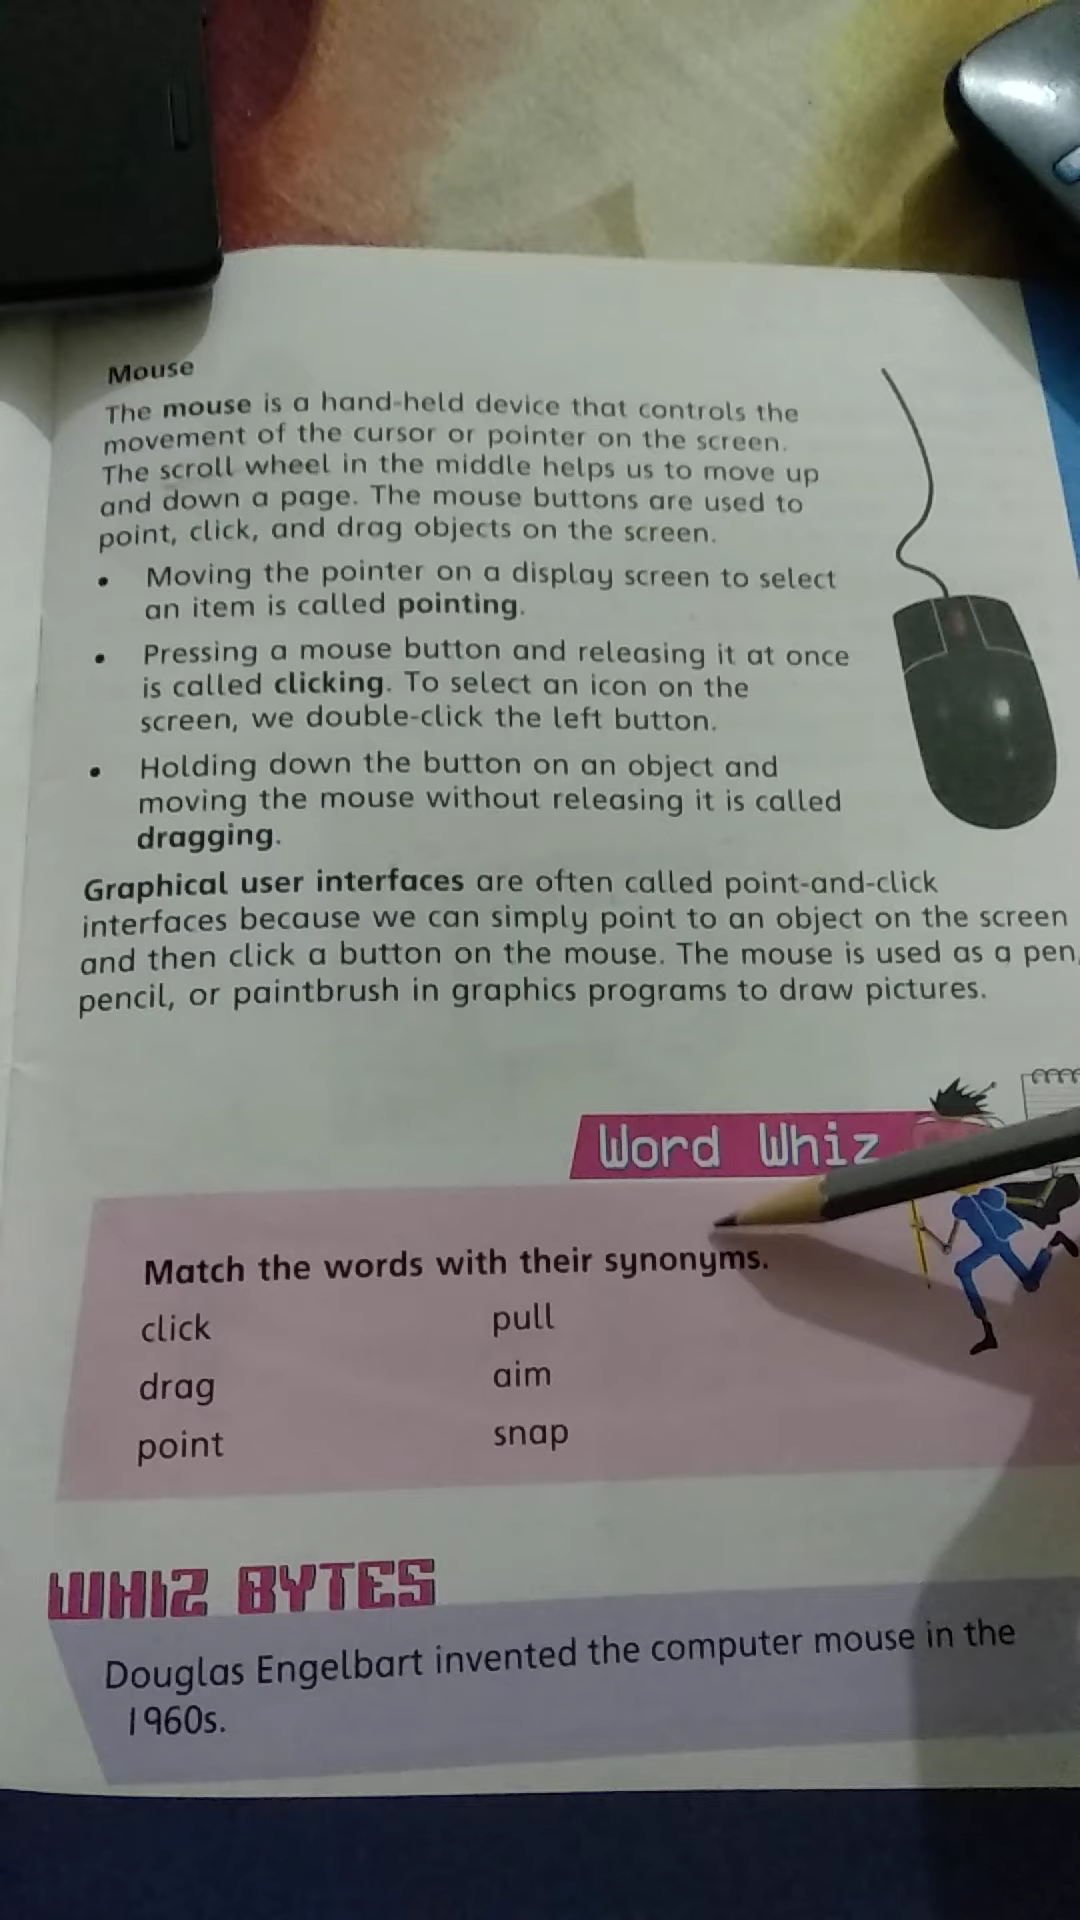 Mouse
The mouse is a hand-held device that controls the
movement of the cursor or pointer on the screen.
The scroll wheel in the middle helps us to move up
and down a page. The mouse buttons are used to
point, click, and drag objects on the screen.
• Moving the pointer on a display screen to select
an item is called pointing.
• Pressing a mouse button and releasing it at once
is called clicking. To select an icon on the
screen, we double-click the left button.
• Holding down the button on an object and
moving the mouse without releasing it is called
dragging.
Graphical user interfaces are often called point-and-click
interfaces because we can simply point to an object on the screen
and then click a button on the mouse. The mouse is used as a pen,
pencil, or paintbrush in graphics programs to draw pictures.
Word Whiz
Match the words with their synonyms.
click pull
drag aim
point snap
WHIZ BYTES
Douglas Engelbart invented the computer mouse in the
1960s.